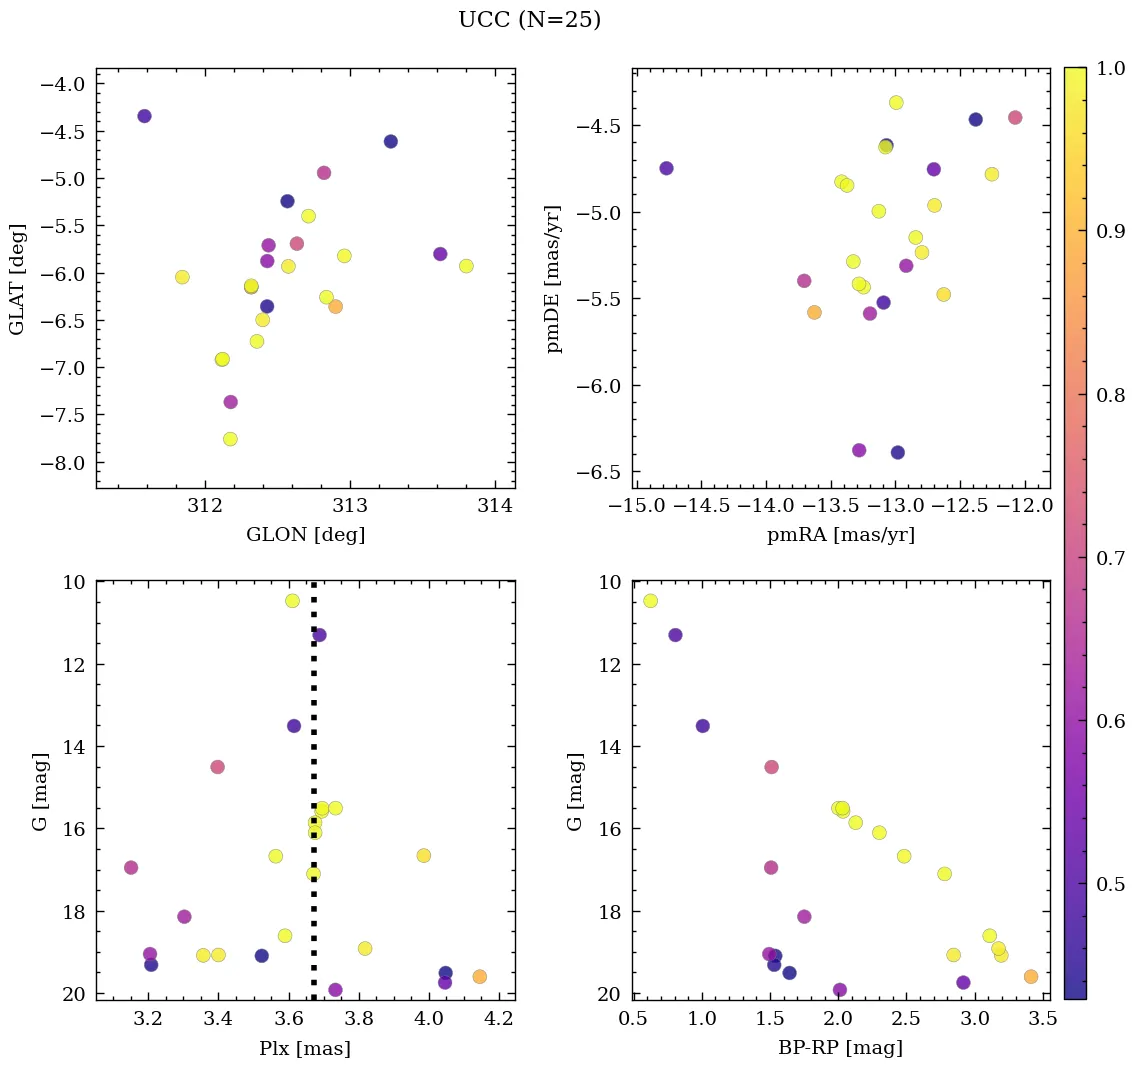 UCC (N=25)
−4.0
−4.5
−5.0
−5.5
−6.0
−6.5
−7.0
−7.5
−8.0
GLAT [deg]
312 313 314
GLON [deg]
−4.5
−5.0
−5.5
−6.0
−6.5
pmDE [mas/yr]
−15.0 −14.5 −14.0 −13.5 −13.0 −12.5 −12.0
pmRA [mas/yr]
1.0
0.9
0.8
0.7
0.6
0.5
10
12
14
16
18
20
G [mag]
3.2 3.4 3.6 3.8 4.0 4.2
Plx [mas]
10
12
14
16
18
20
G [mag]
0.5 1.0 1.5 2.0 2.5 3.0 3.5
BP-RP [mag]